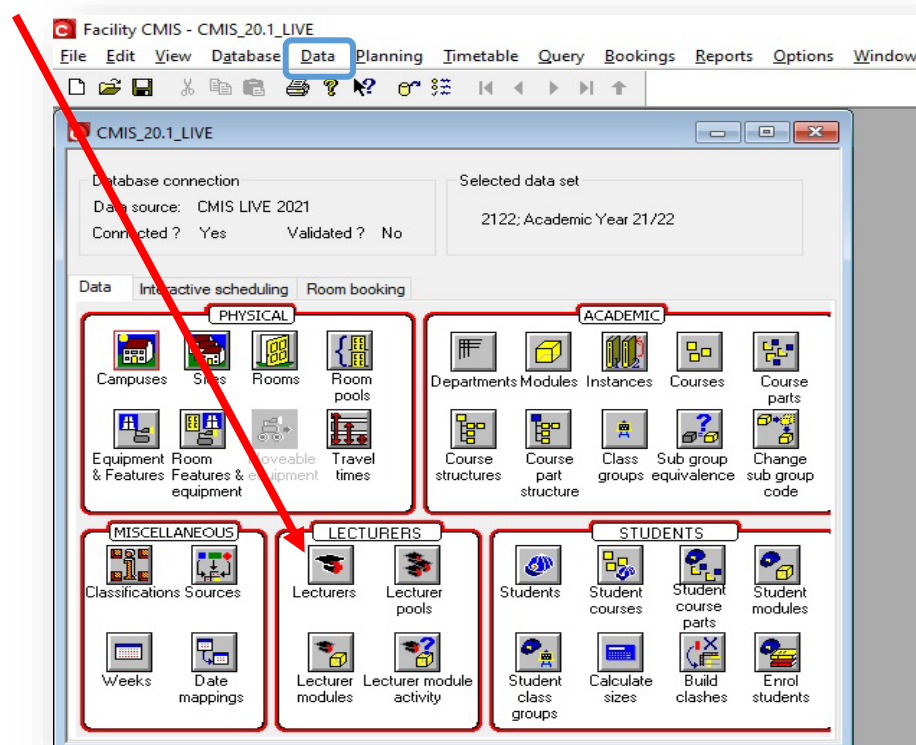 Facility CMIS - CMIS_20.1_LIVE
File Edit View Database Data Planning Timetable Query Bookings Reports Options Window
CMIS_20.1_LIVE
Database connection
Data source: CMIS LIVE 2021
Connected ? Yes Validated ? No
Selected data set
2122; Academic Year 21/22
Data Interactive scheduling Room booking
PHYSICAL
Campuses Sites Rooms Room
pools
Equipment
& Features
Room
Features &
equipment
Moveable
equipment
Travel
times
ACADEMIC
Departments Modules Instances Courses Course
parts
Course
structures
Course
part
structure
Class
groups
Sub group
equivalence
Change
sub group
code
MISCELLANEOUS
Classifications Sources
Weeks Date
mappings
LECTURERS
Lecturers Lecturer
pools
Lecturer
modules
Lecturer module
activity
STUDENTS
Students Student
courses
Student
course
parts
Student
modules
Student
class
groups
Calculate
sizes
Build
clashes
Enrol
students